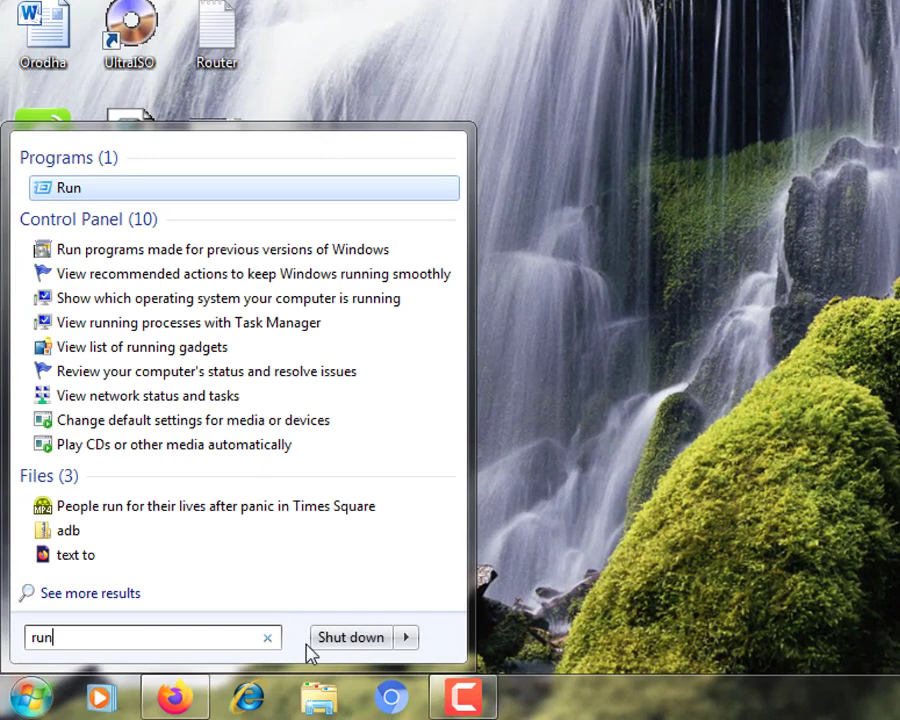 Orodha
UltraISO
Router
Programs (1)
Run
Control Panel (10)
Run programs made for previous versions of Windows
View recommended actions to keep Windows running smoothly
Show which operating system your computer is running
View running processes with Task Manager
View list of running gadgets
Review your computer's status and resolve issues
View network status and tasks
Change default settings for media or devices
Play CDs or other media automatically
Files (3)
People run for their lives after panic in Times Square
adb
text to
See more results
run
Shut down